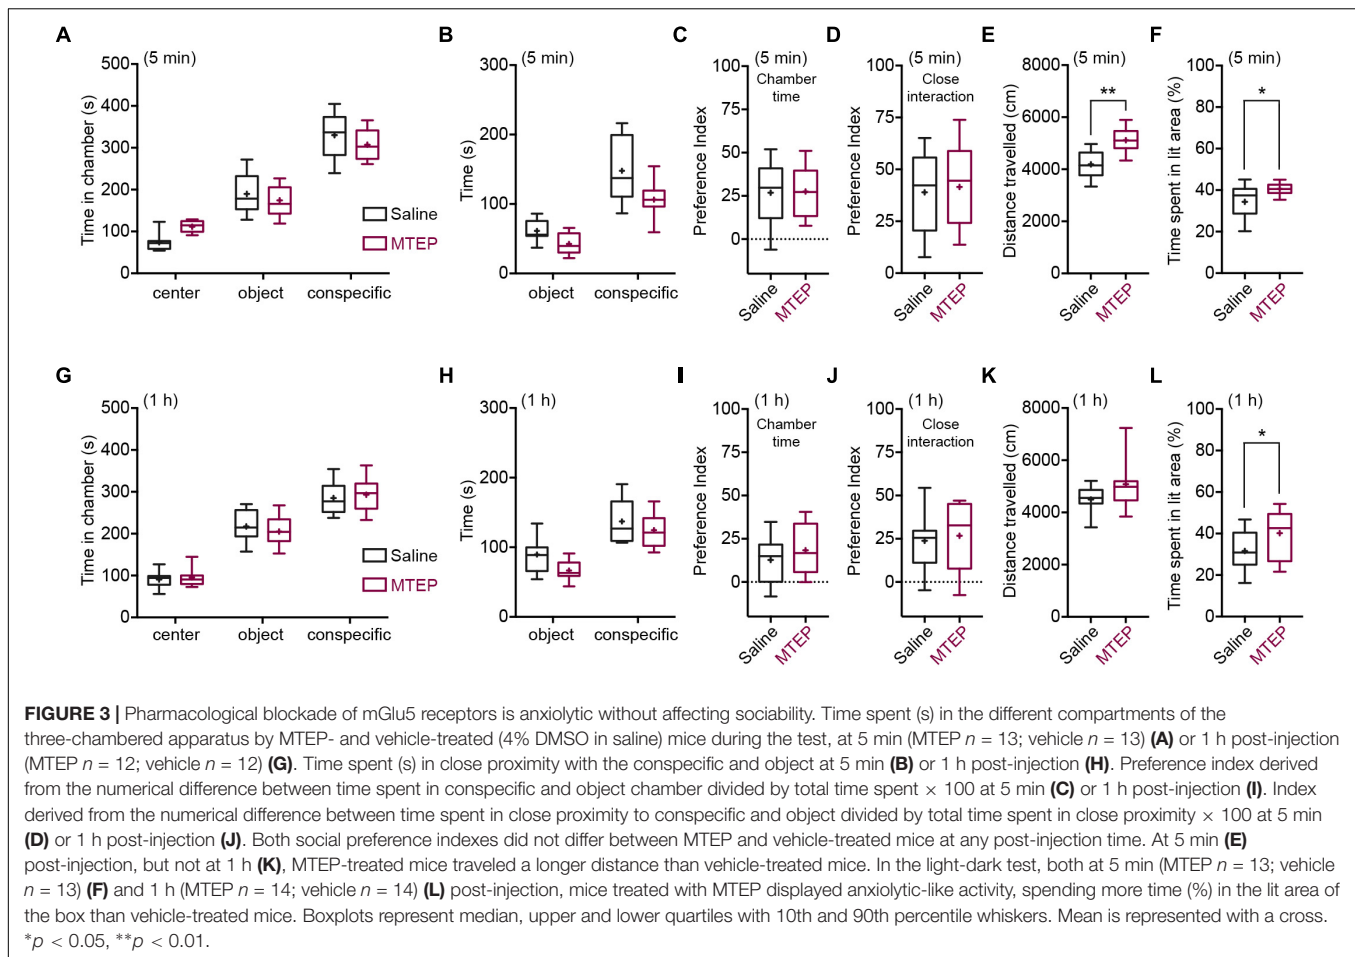 A
(5 min)
Time in chamber (s)
500
400
300
200
100
0
center object conspecific
Saline
MTEP
B
(5 min)
Time (s)
300
200
100
0
object conspecific
C
(5 min)
Chamber
time
Preference Index
100
75
50
25
0
Saline
MTEP
D
(5 min)
Close
interaction
Preference Index
100
75
50
25
0
Saline
MTEP
E
(5 min)
**
Distance travelled (cm)
8000
6000
4000
2000
0
Saline
MTEP
F
(5 min)
*
Time spent in lit area (%)
100
80
60
40
20
0
Saline
MTEP
G
(1 h)
Time in chamber (s)
500
400
300
200
100
0
center object conspecific
Saline
MTEP
H
(1 h)
Time (s)
300
200
100
0
object conspecific
I
(1 h)
Chamber
time
Preference Index
100
75
50
25
0
Saline
MTEP
J
(1 h)
Close
interaction
Preference Index
100
75
50
25
0
Saline
MTEP
K
(1 h)
Distance travelled (cm)
8000
6000
4000
2000
0
Saline
MTEP
L
(1 h)
*
Time spent in lit area (%)
100
80
60
40
20
0
Saline
MTEP
FIGURE 3 | Pharmacological blockade of mGlu5 receptors is anxiolytic without affecting sociability. Time spent (s) in the different compartments of the
three-chambered apparatus by MTEP- and vehicle-treated (4% DMSO in saline) mice during the test, at 5 min (MTEP n = 13; vehicle n = 13) (A) or 1 h post-injection
(MTEP n = 12; vehicle n = 12) (G). Time spent (s) in close proximity with the conspecific and object at 5 min (B) or 1 h post-injection (H). Preference index derived
from the numerical difference between time spent in conspecific and object chamber divided by total time spent × 100 at 5 min (C) or 1 h post-injection (I). Index
derived from the numerical difference between time spent in close proximity to conspecific and object divided by total time spent in close proximity × 100 at 5 min
(D) or 1 h post-injection (J). Both social preference indexes did not differ between MTEP and vehicle-treated mice at any post-injection time. At 5 min (E)
post-injection, but not at 1 h (K), MTEP-treated mice traveled a longer distance than vehicle-treated mice. In the light-dark test, both at 5 min (MTEP n = 13; vehicle
n = 13) (F) and 1 h (MTEP n = 14; vehicle n = 14) (L) post-injection, mice treated with MTEP displayed anxiolytic-like activity, spending more time (%) in the lit area of
the box than vehicle-treated mice. Boxplots represent median, upper and lower quartiles with 10th and 90th percentile whiskers. Mean is represented with a cross.
*p < 0.05, **p < 0.01.